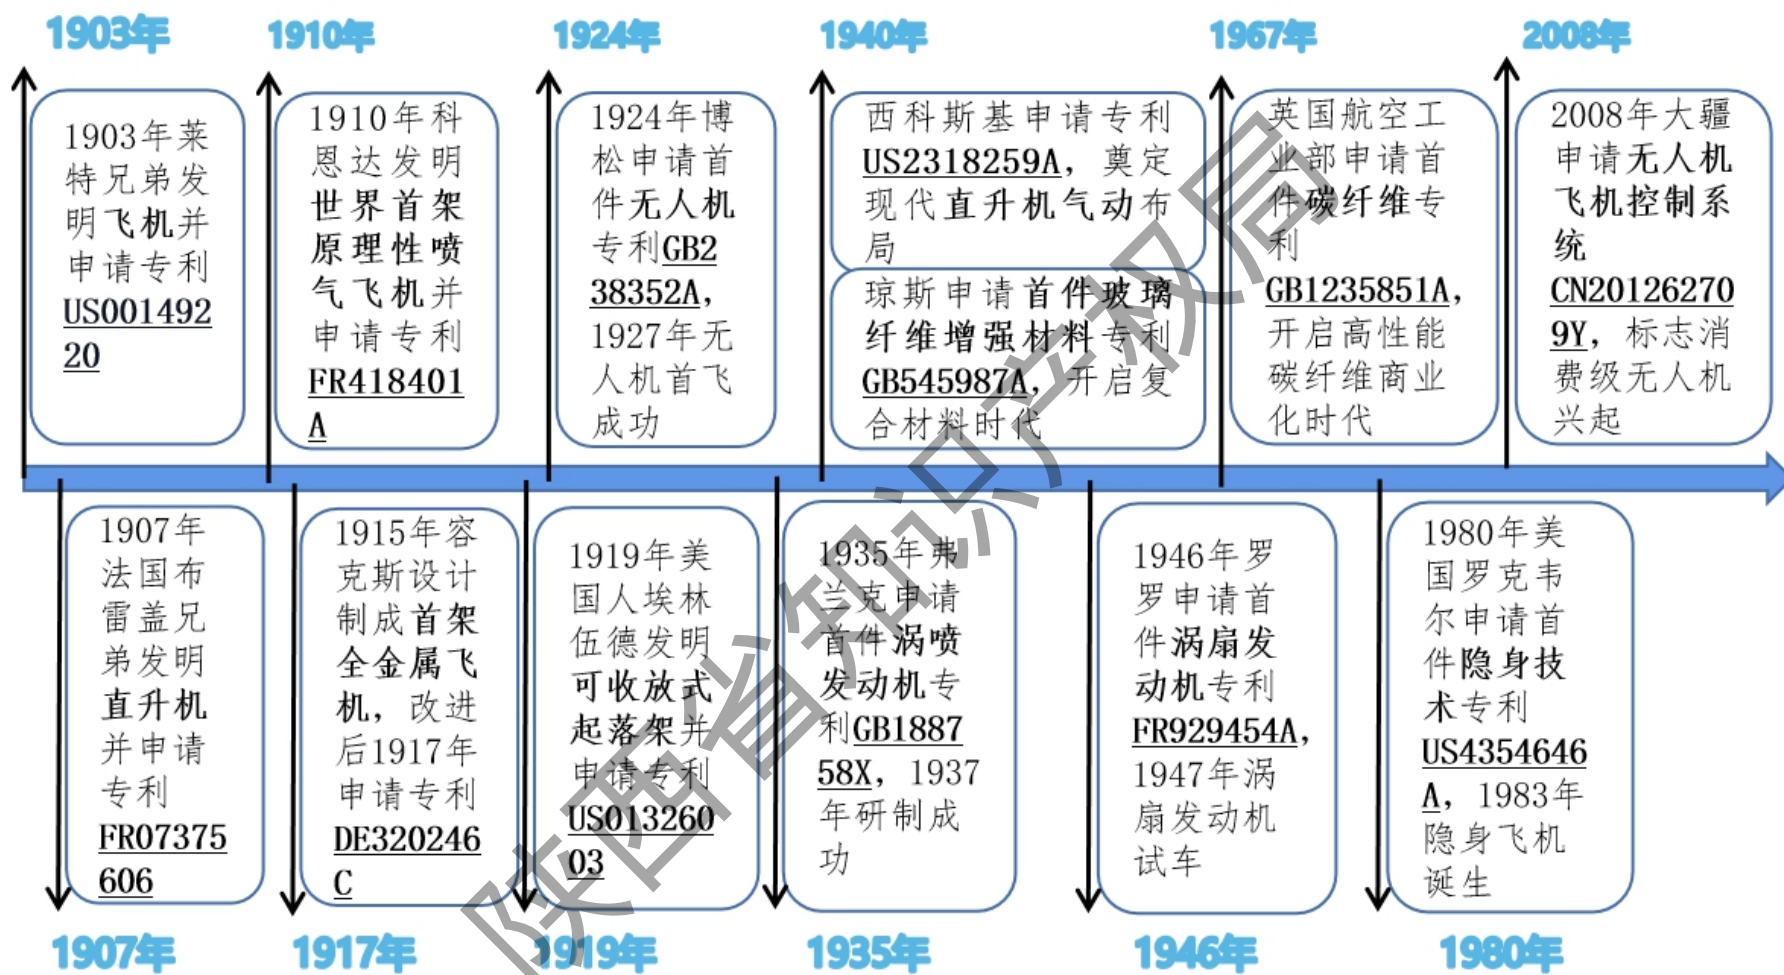 1903年
1910年
1924年
1940年
1967年
2008年
1903年莱
特兄弟发
明飞机并
申请专利
US001492
20
1910年科
恩达发明
世界首架
原理性喷
气飞机并
申请专利
FR418401
A
1924年博
松申请首
件无人机
专利GB2
38352A，
1927年无
人机首飞
成功
西科斯基申请专利
US2318259A，奠定
现代直升机气动布
局
琼斯申请首件玻璃
纤维增强材料专利
GB545987A，开启复
合材料时代
英国航空工
业部申请首
件碳纤维专
利
GB1235851A，
开启高性能
碳纤维商业
化时代
2008年大疆
申请无人机
飞机控制系
统
CN20126270
9Y，标志消
费级无人机
兴起
1907年
法国布
雷盖兄
弟发明
直升机
并申请
专利
FR07375
606
1915年容
克斯设计
制成首架
全金属飞
机，改进
后1917年
申请专利
DE320246
C
1919年美
国人埃林
伍德发明
可收放式
起落架并
申请专利
US013260
03
1935年弗
兰克申请
首件涡喷
发动机专
利GB1887
58X，1937
年研制成
功
1946年罗
罗申请首
件涡扇发
动机专利
FR929454A，
1947年涡
扇发动机
试车
1980年美
国罗克韦
尔申请首
件隐身技
术专利
US4354646
A，1983年
隐身飞机
诞生
1907年
1917年
1919年
1935年
1946年
1980年
陕西省知识产权局